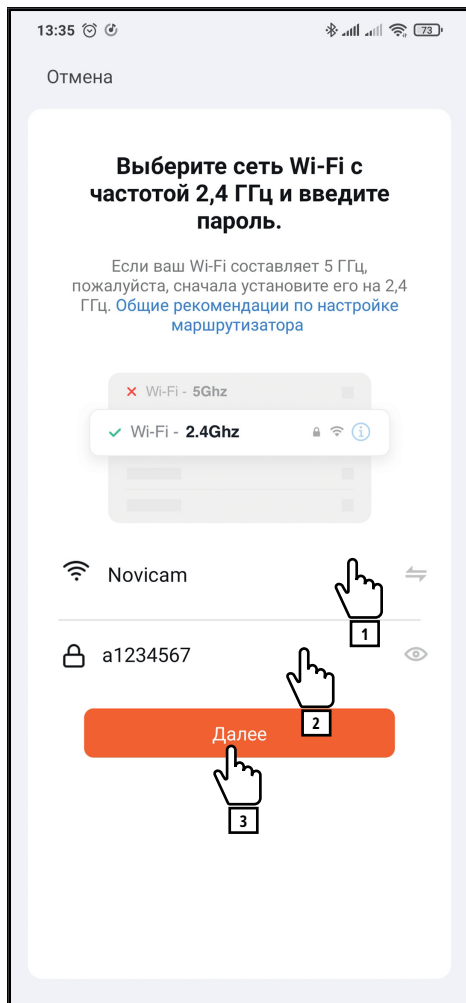 13:35 73
Отмена
Выберите сеть Wi-Fi с
частотой 2,4 ГГц и введите
пароль.
Если ваш Wi-Fi составляет 5 ГГц,
пожалуйста, сначала установите его на 2,4
ГГц. Общие рекомендации по настройке
маршрутизатора
Wi-Fi - 5Ghz
Wi-Fi - 2.4Ghz
Novicam
1
a1234567
2
Далее
3